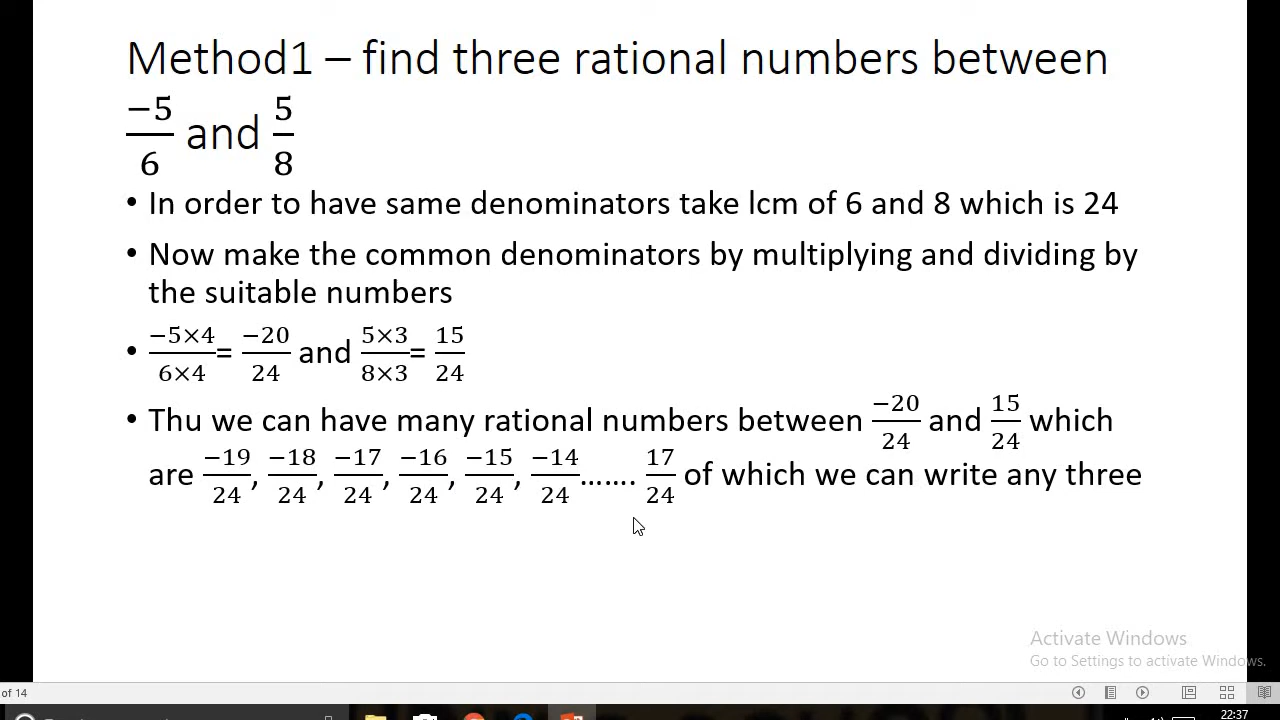 Method1 – find three rational numbers between
−5/6 and 5/8
• In order to have same denominators take lcm of 6 and 8 which is 24
• Now make the common denominators by multiplying and dividing by
the suitable numbers
• −5×4/6×4= −20/24 and 5×3/8×3= 15/24
• Thu we can have many rational numbers between −20/24 and 15/24 which
are −19/24, −18/24, −17/24, −16/24, −15/24, −14/24……. 17/24 of which we can write any three
Activate Windows
Go to Settings to activate Windows.
of 14
22:37